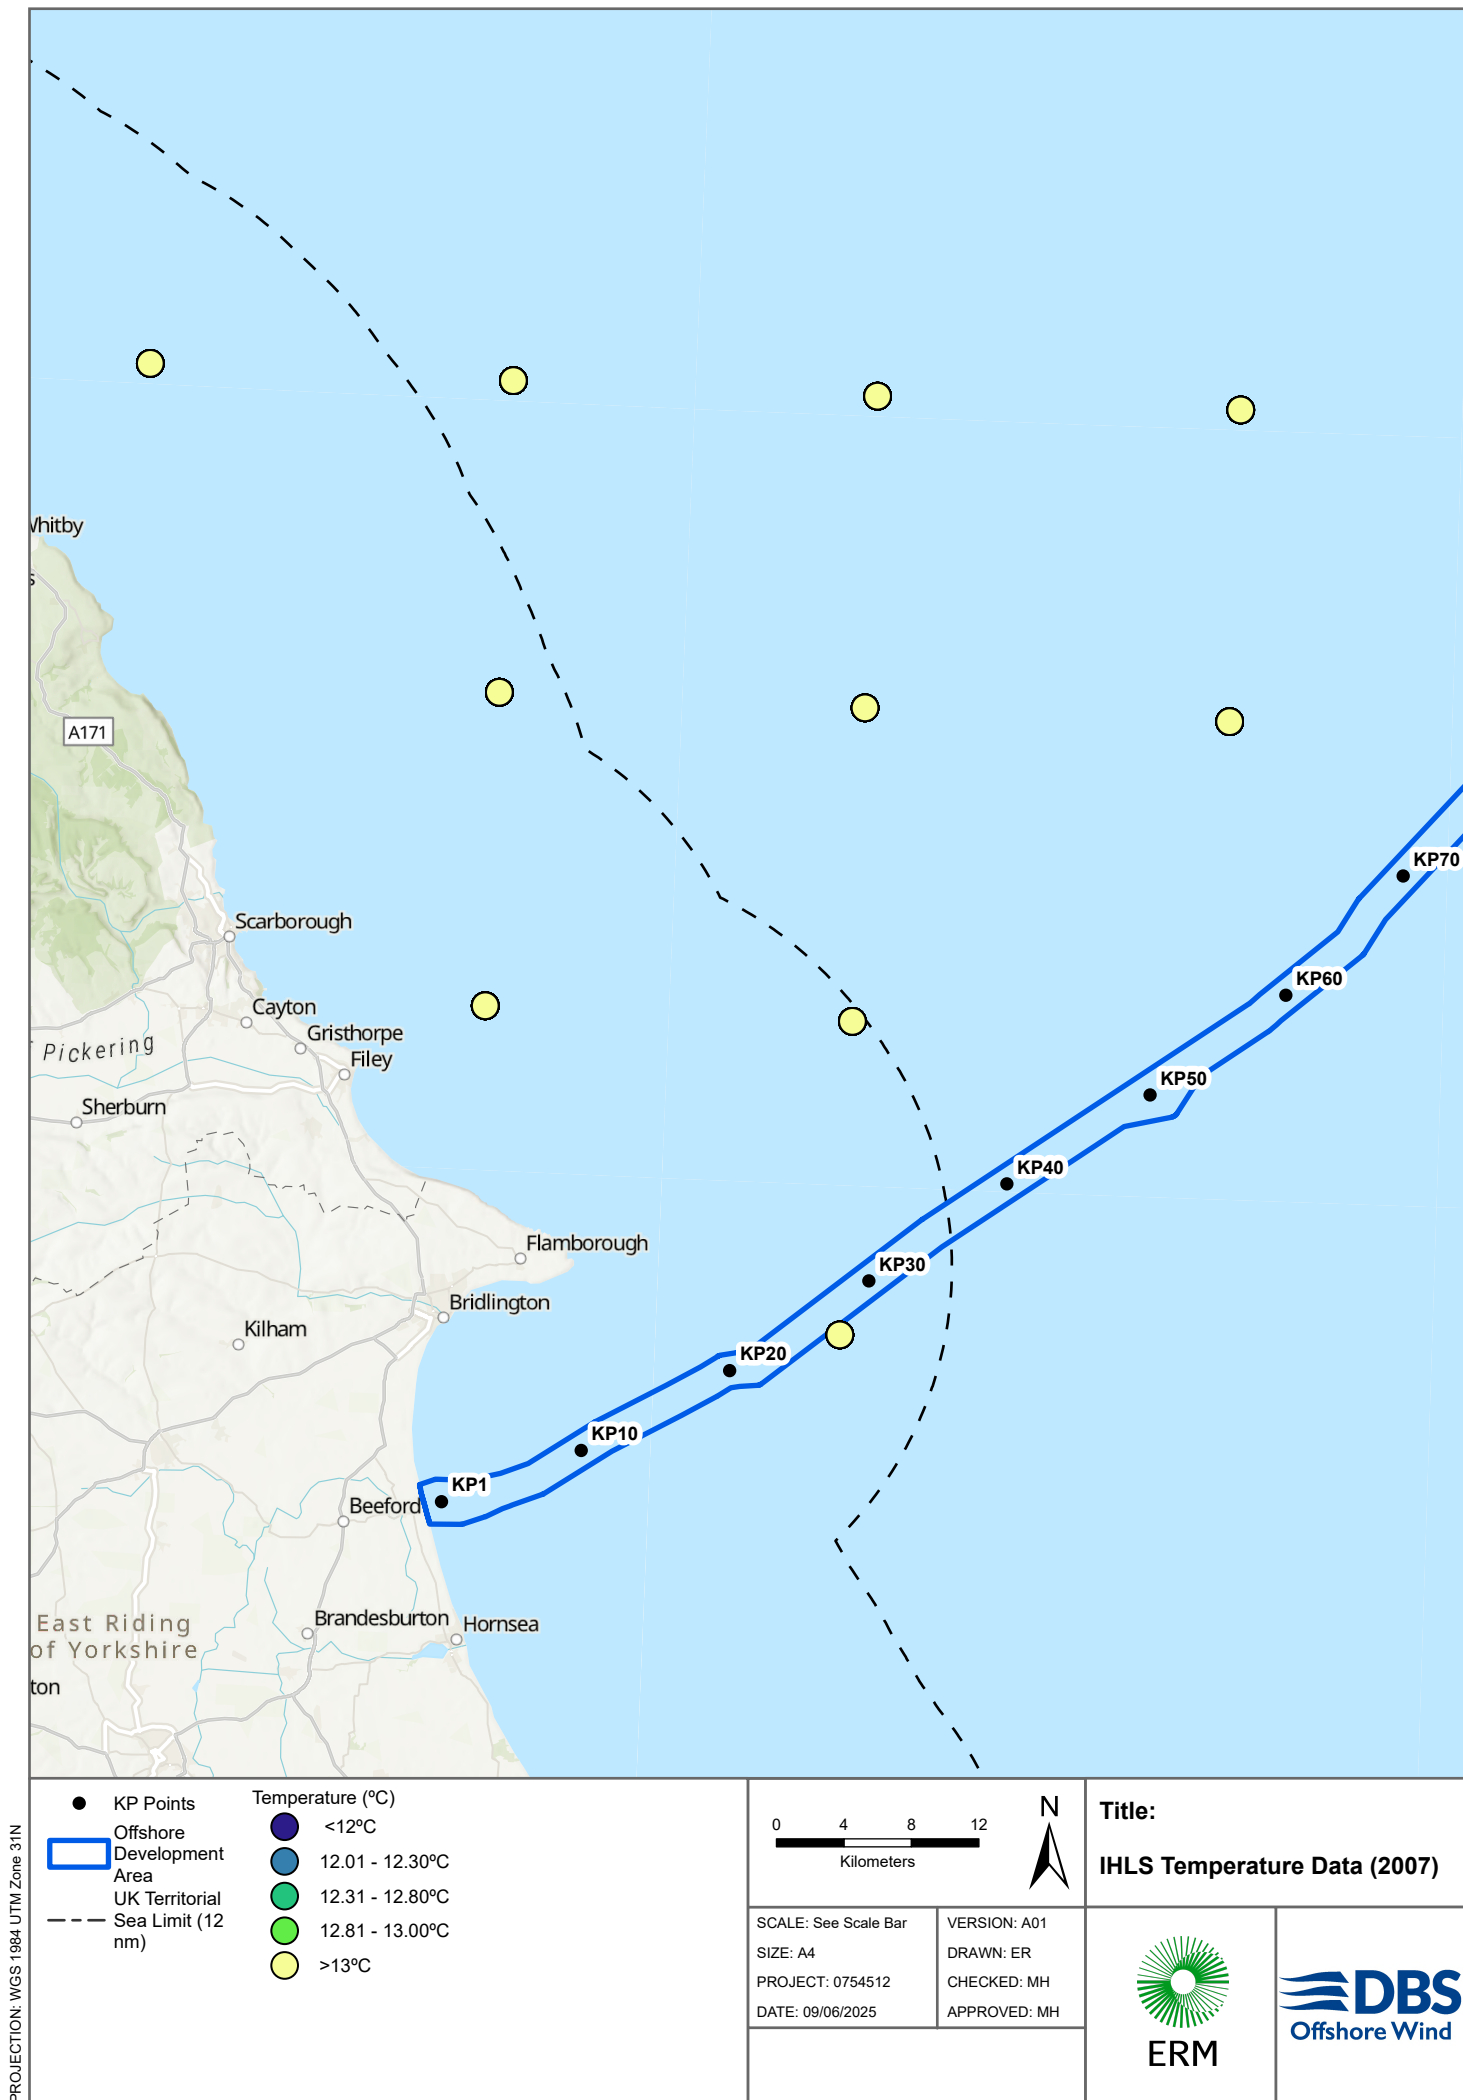 Whitby
s
A171
Scarborough
Cayton
Gristhorpe
Filey
Pickering
Sherburn
Flamborough
Bridlington
Kilham
Beeford
Brandesburton
Hornsea
East Riding
of Yorkshire
ton
KP70
KP60
KP50
KP40
KP30
KP20
KP10
KP1
PROJECTION: WGS 1984 UTM Zone 31N
KP Points
Offshore
Development
Area
UK Territorial
Sea Limit (12
nm)
Temperature (ºC)
<12ºC
12.01 - 12.30ºC
12.31 - 12.80ºC
12.81 - 13.00ºC
>13ºC
0 4 8 12
Kilometers
N
SCALE: See Scale Bar
SIZE: A4
PROJECT: 0754512
DATE: 09/06/2025
VERSION: A01
DRAWN: ER
CHECKED: MH
APPROVED: MH
Title:
IHLS Temperature Data (2007)
ERM
DBS
Offshore Wind